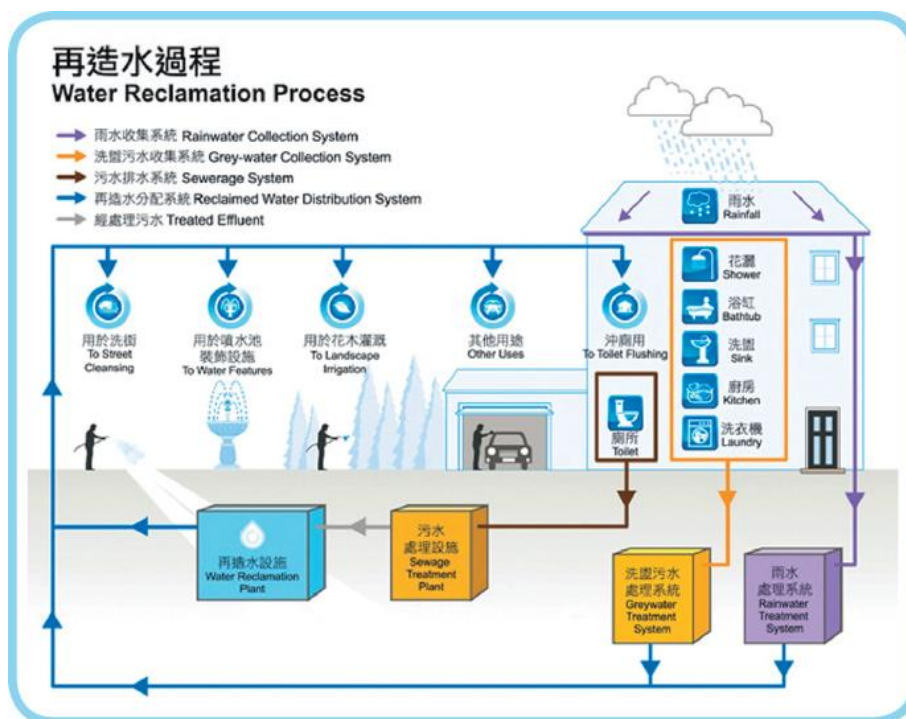 再造水過程
Water Reclamation Process
雨水收集系統 Rainwater Collection System
洗盥污水收集系統 Grey-water Collection System
污水排水系統 Sewerage System
再造水分配系統 Reclaimed Water Distribution System
經處理污水 Treated Effluent
雨水
Rainfall
花灑
Shower
浴缸
Bathtub
洗盥
Sink
廚房
Kitchen
洗衣機
Laundry
用於洗街
To Street
Cleansing
用於噴水池
裝飾設施
To Water Features
用於花木灌溉
To Landscape
Irrigation
其他用途
Other Uses
沖廁用
To Toilet Flushing
廁所
Toilet
再造水設施
Water Reclamation
Plant
污水
處理設施
Sewage
Treatment
Plant
洗盥污水
處理系統
Greywater
Treatment
System
雨水
處理系統
Rainwater
Treatment
System